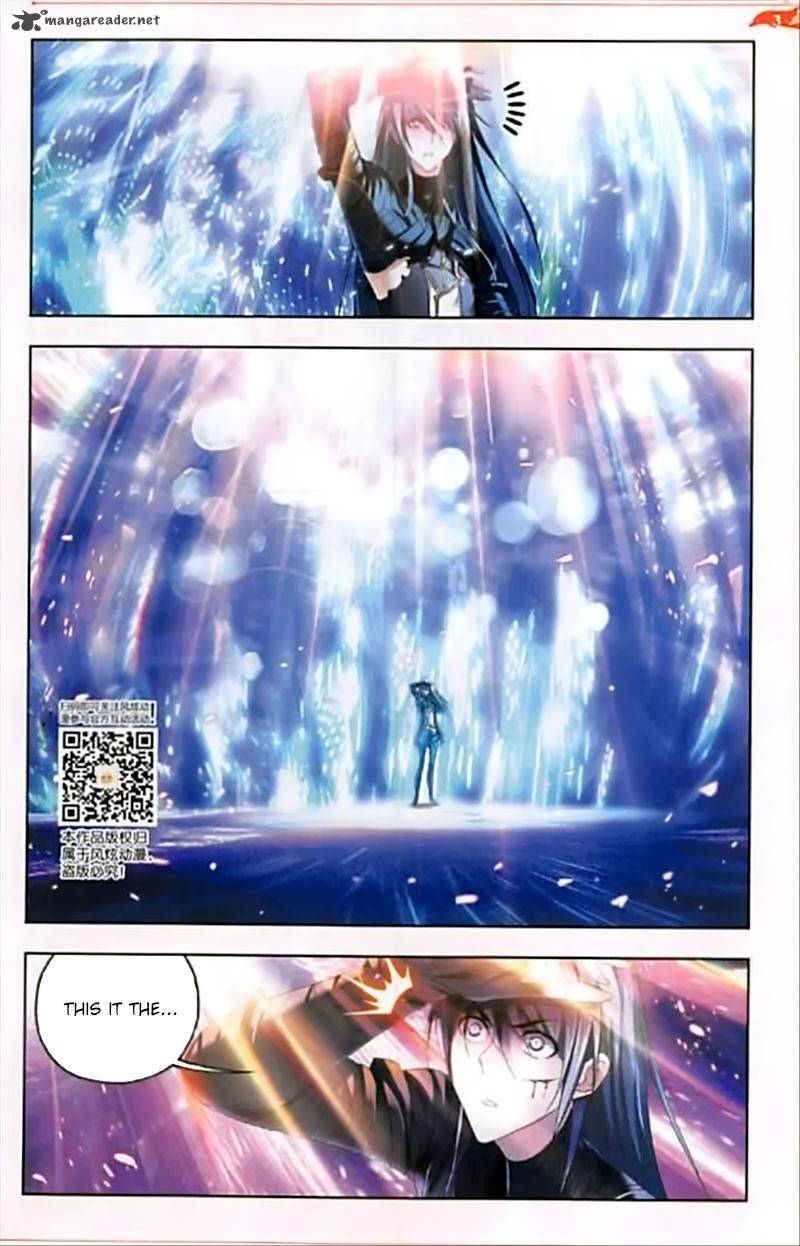 mangareader.net
3
扫码即可关注风炫动
漫参与官方互动活动!
本作品版权归
属于风炫动漫,
盗版必究!
THIS IT THE...